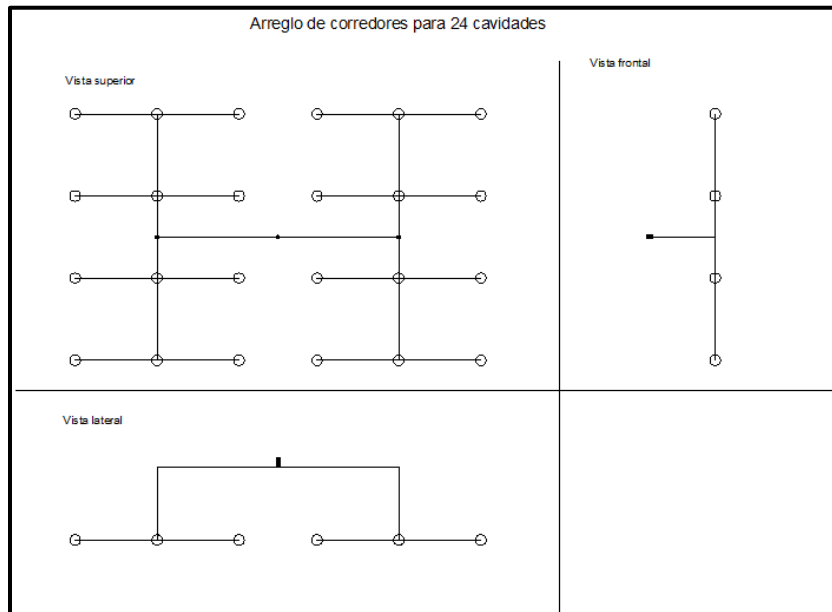 Arreglo de corredores para 24 cavidades
Vista superior
Vista frontal
Vista lateral